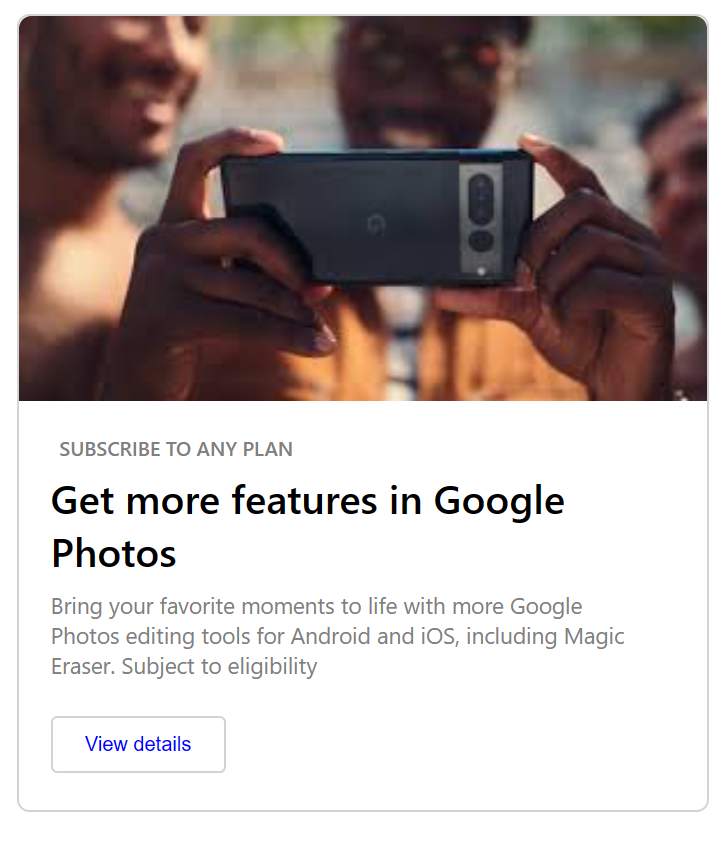 SUBSCRIBE TO ANY PLAN
Get more features in Google
Photos
Bring your favorite moments to life with more Google
Photos editing tools for Android and iOS, including Magic
Eraser. Subject to eligibility
View details